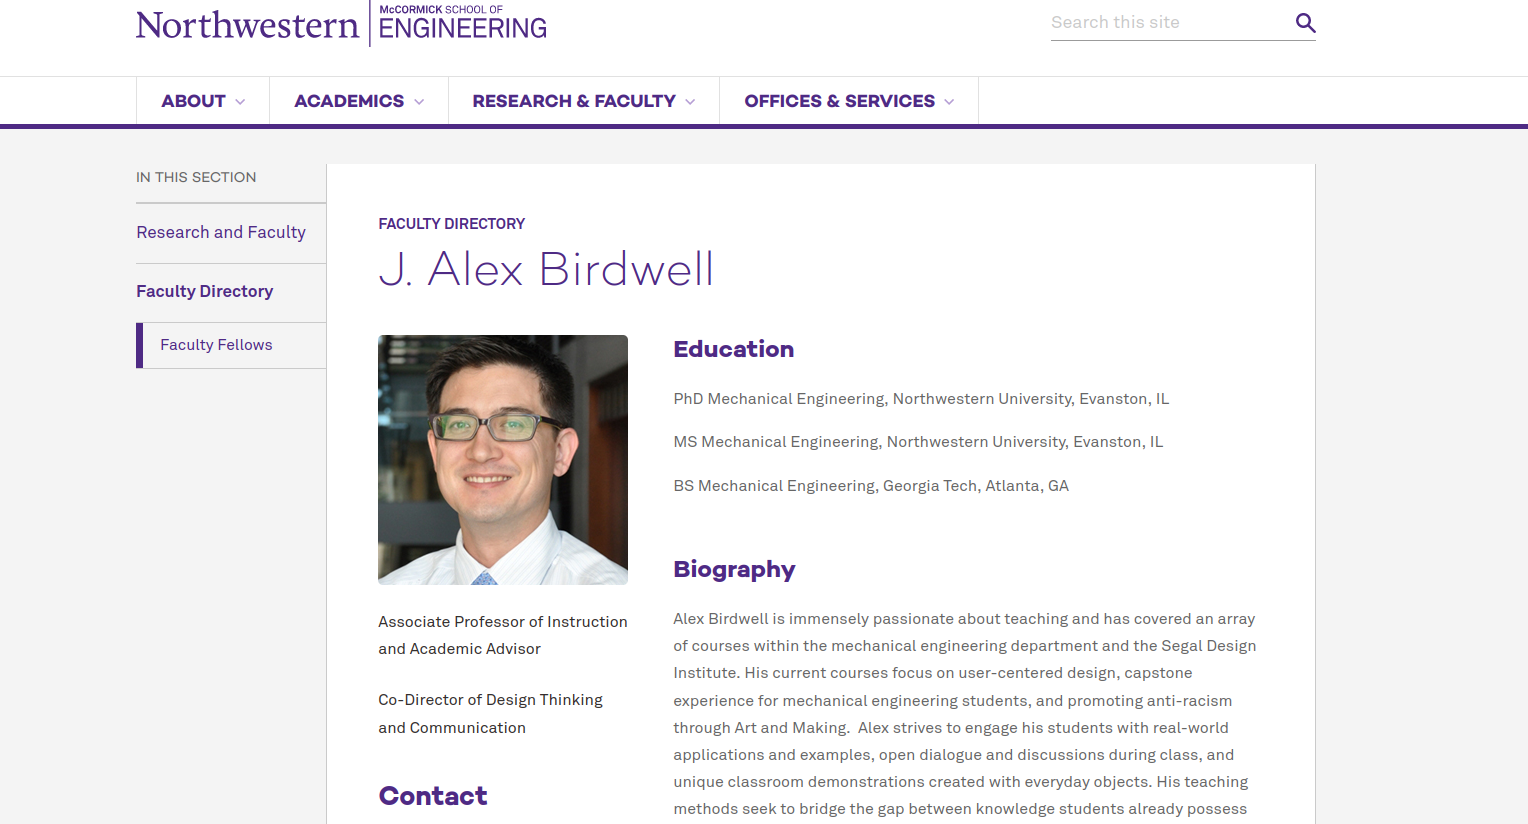 Northwestern
McCORMICK SCHOOL OF
ENGINEERING
Search this site
ABOUT
ACADEMICS
RESEARCH & FACULTY
OFFICES & SERVICES
IN THIS SECTION
Research and Faculty
Faculty Directory
Faculty Fellows
FACULTY DIRECTORY
J. Alex Birdwell
Associate Professor of Instruction
and Academic Advisor
Co-Director of Design Thinking
and Communication
Contact
Education
PhD Mechanical Engineering, Northwestern University, Evanston, IL
MS Mechanical Engineering, Northwestern University, Evanston, IL
BS Mechanical Engineering, Georgia Tech, Atlanta, GA
Biography
Alex Birdwell is immensely passionate about teaching and has covered an array
of courses within the mechanical engineering department and the Segal Design
Institute. His current courses focus on user-centered design, capstone
experience for mechanical engineering students, and promoting anti-racism
through Art and Making.  Alex strives to engage his students with real-world
applications and examples, open dialogue and discussions during class, and
unique classroom demonstrations created with everyday objects. His teaching
methods seek to bridge the gap between knowledge students already possess